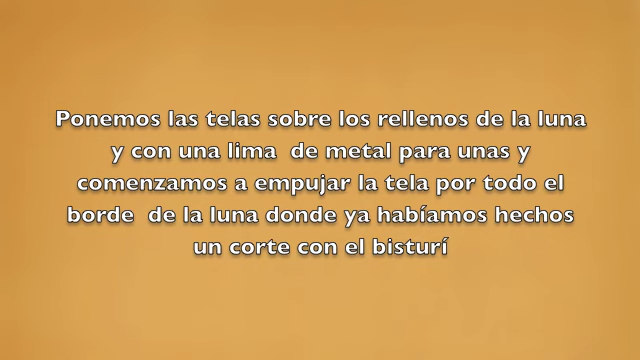 Ponemos las telas sobre los rellenos de la luna
y con una lima  de metal para unas y
comenzamos a empujar la tela por todo el
borde  de la luna donde ya habíamos hechos
un corte con el bisturí